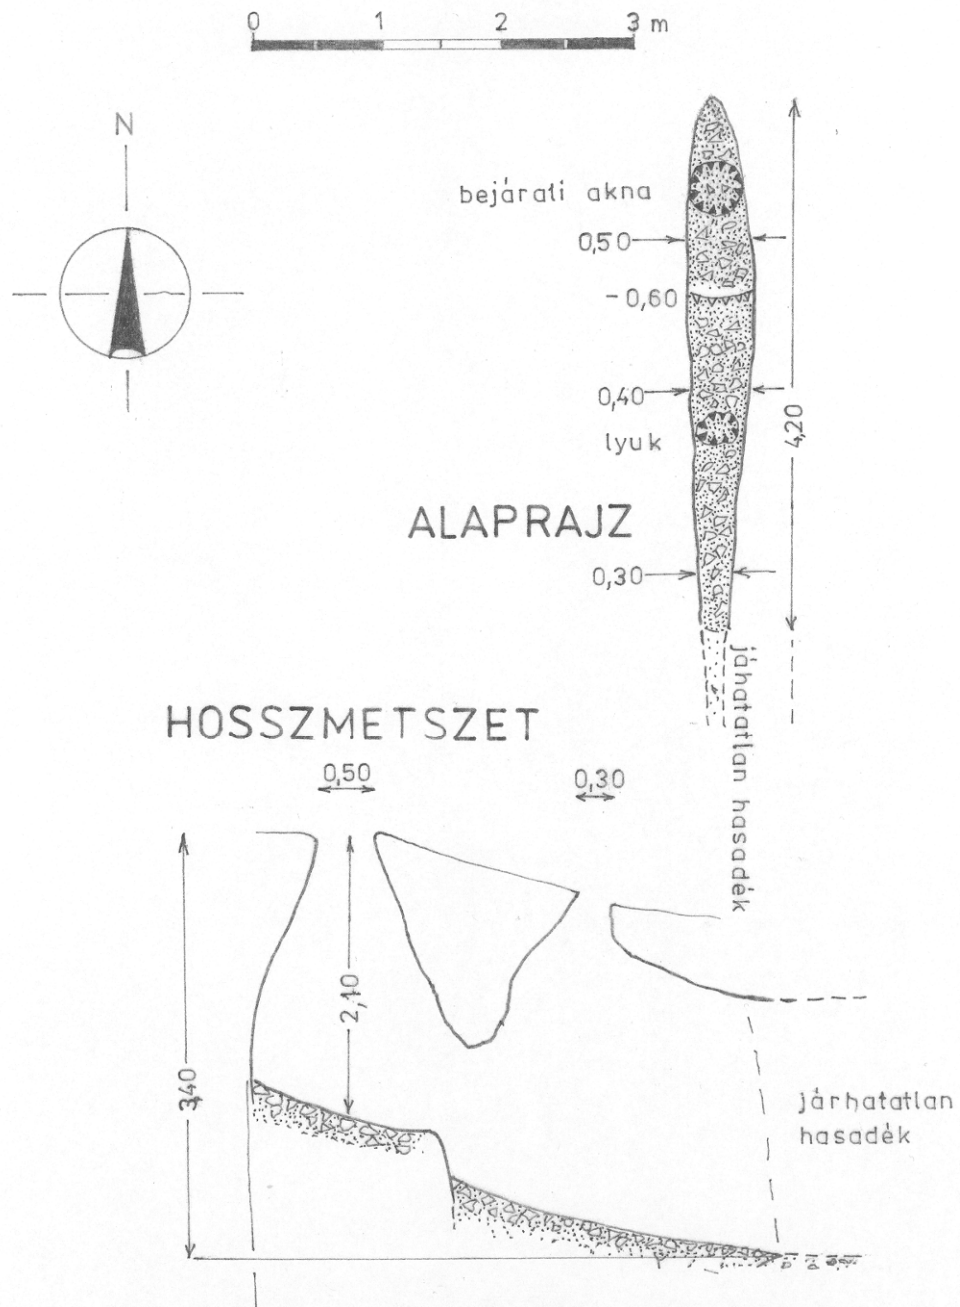 0 1 2 3 m
N
bejárati akna
0,50
-0,60
0,40
lyuk
4,20
ALAPRAJZ
0,30
jáhatatlan hasadék
HOSSZMETSZET
0,50
0,30
2,10
3,40
járhatatlan
hasadék